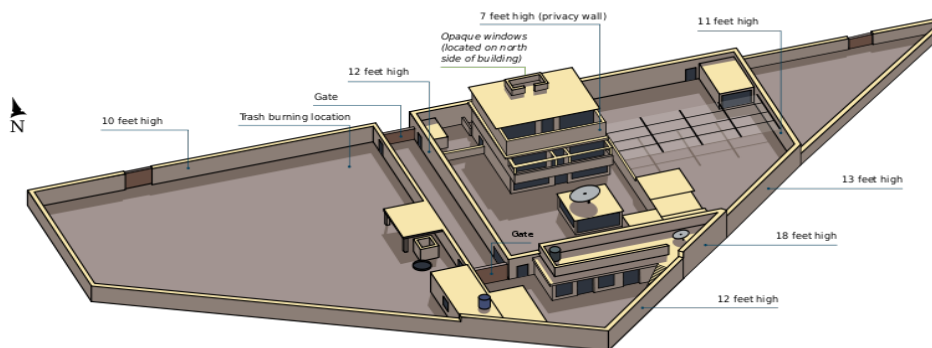 7 feet high (privacy wall)
11 feet high
Opaque windows
(located on north
side of building)
12 feet high
Gate
10 feet high
Trash burning location
N
13 feet high
Gate
18 feet high
12 feet high